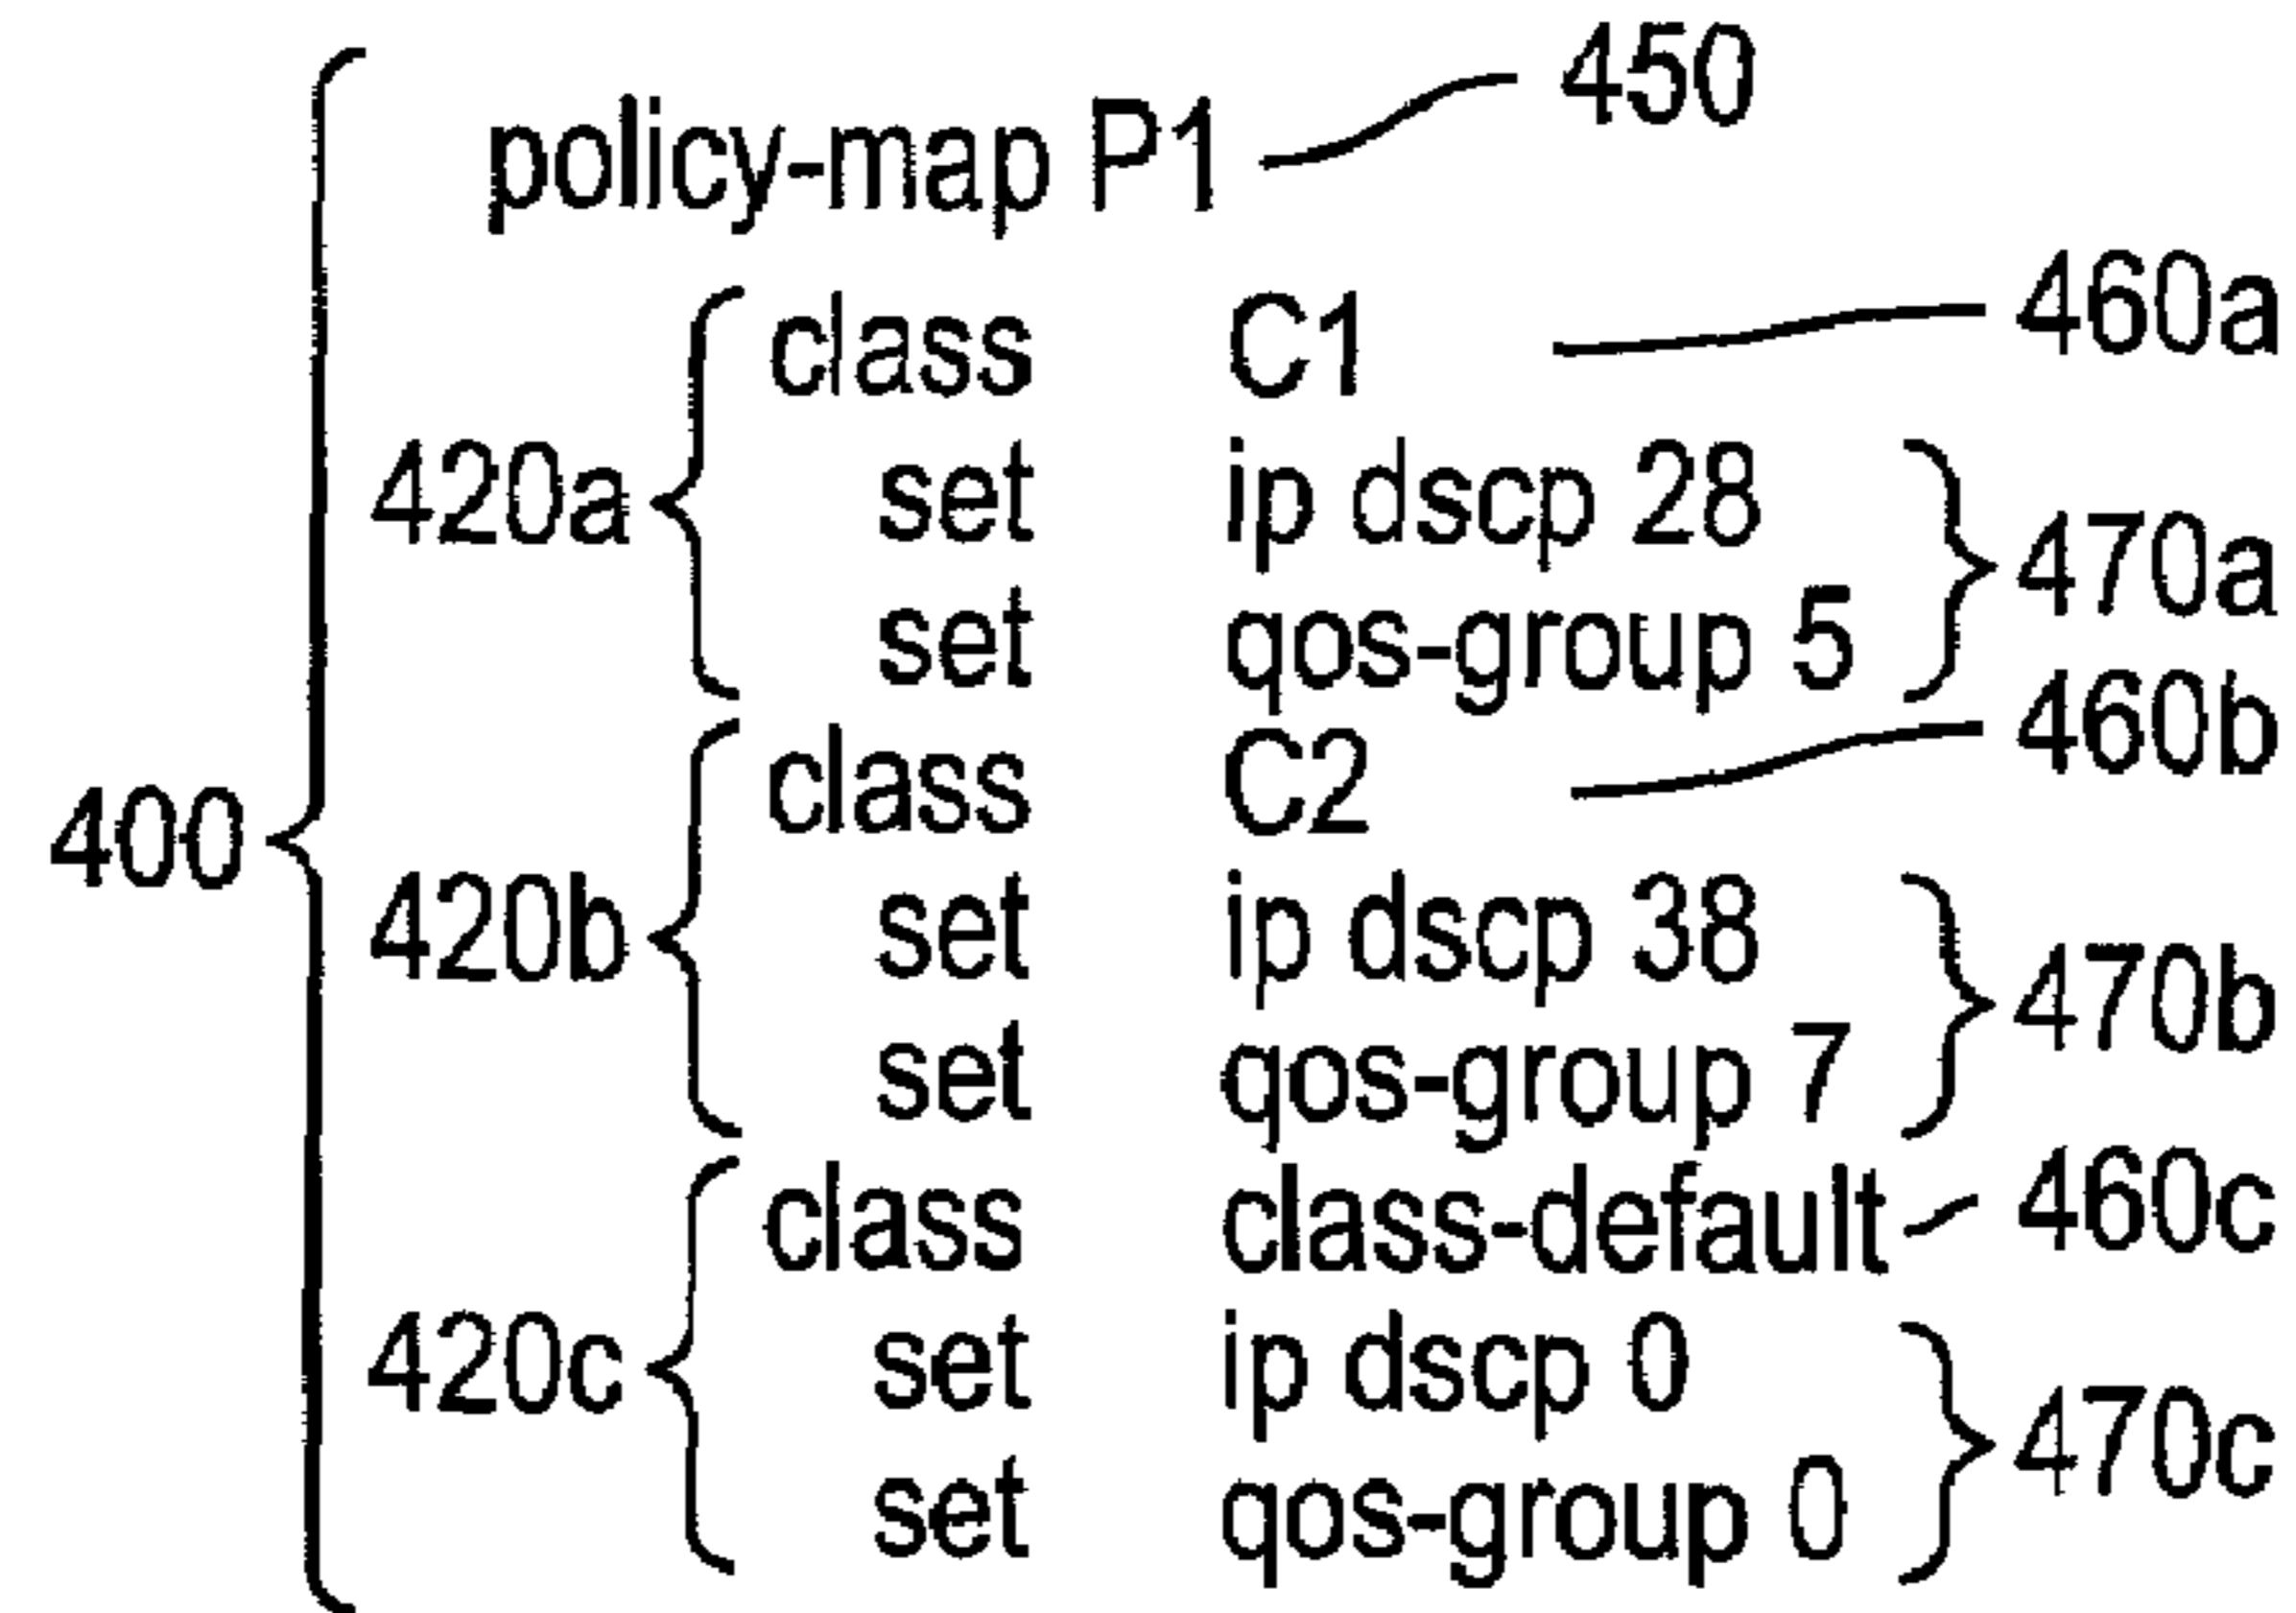 policy-map P1 450
class C1 460a
420a set ip dscp 28
set qos-group 5 470a
class C2 460b
400
420b set ip dscp 38
set qos-group 7 470b
class class-default 460c
420c set ip dscp 0
set qos-group 0 470c